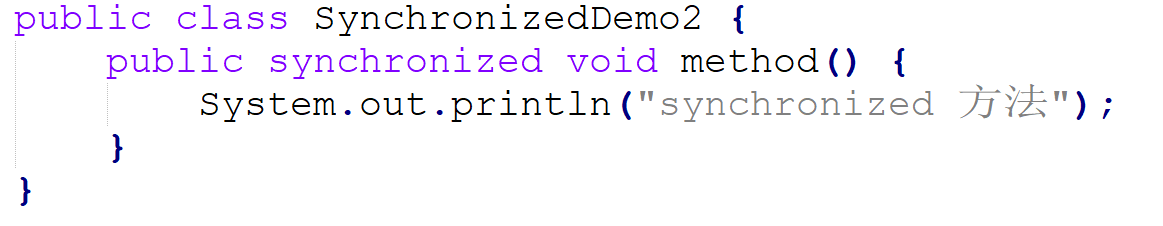 public class SynchronizedDemo2 {
    public synchronized void method() {
        System.out.println("synchronized 方法");
    }
}